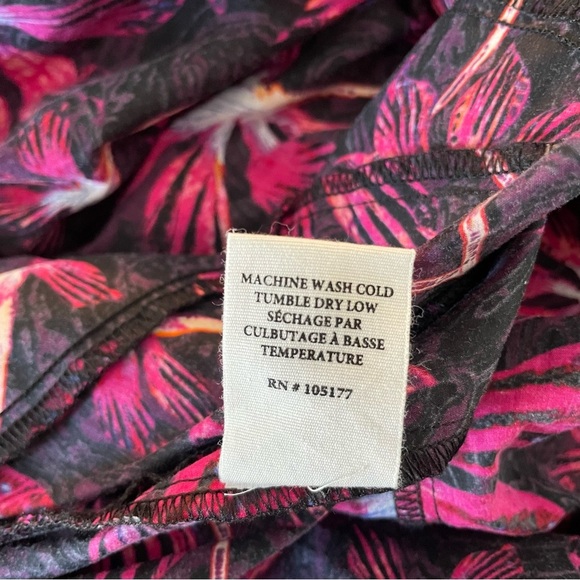 MACHINE WASH COLD
TUMBLE DRY LOW
SÉCHAGE PAR
CULBUTAGE À BASSE
TEMPERATURE
RN # 105177